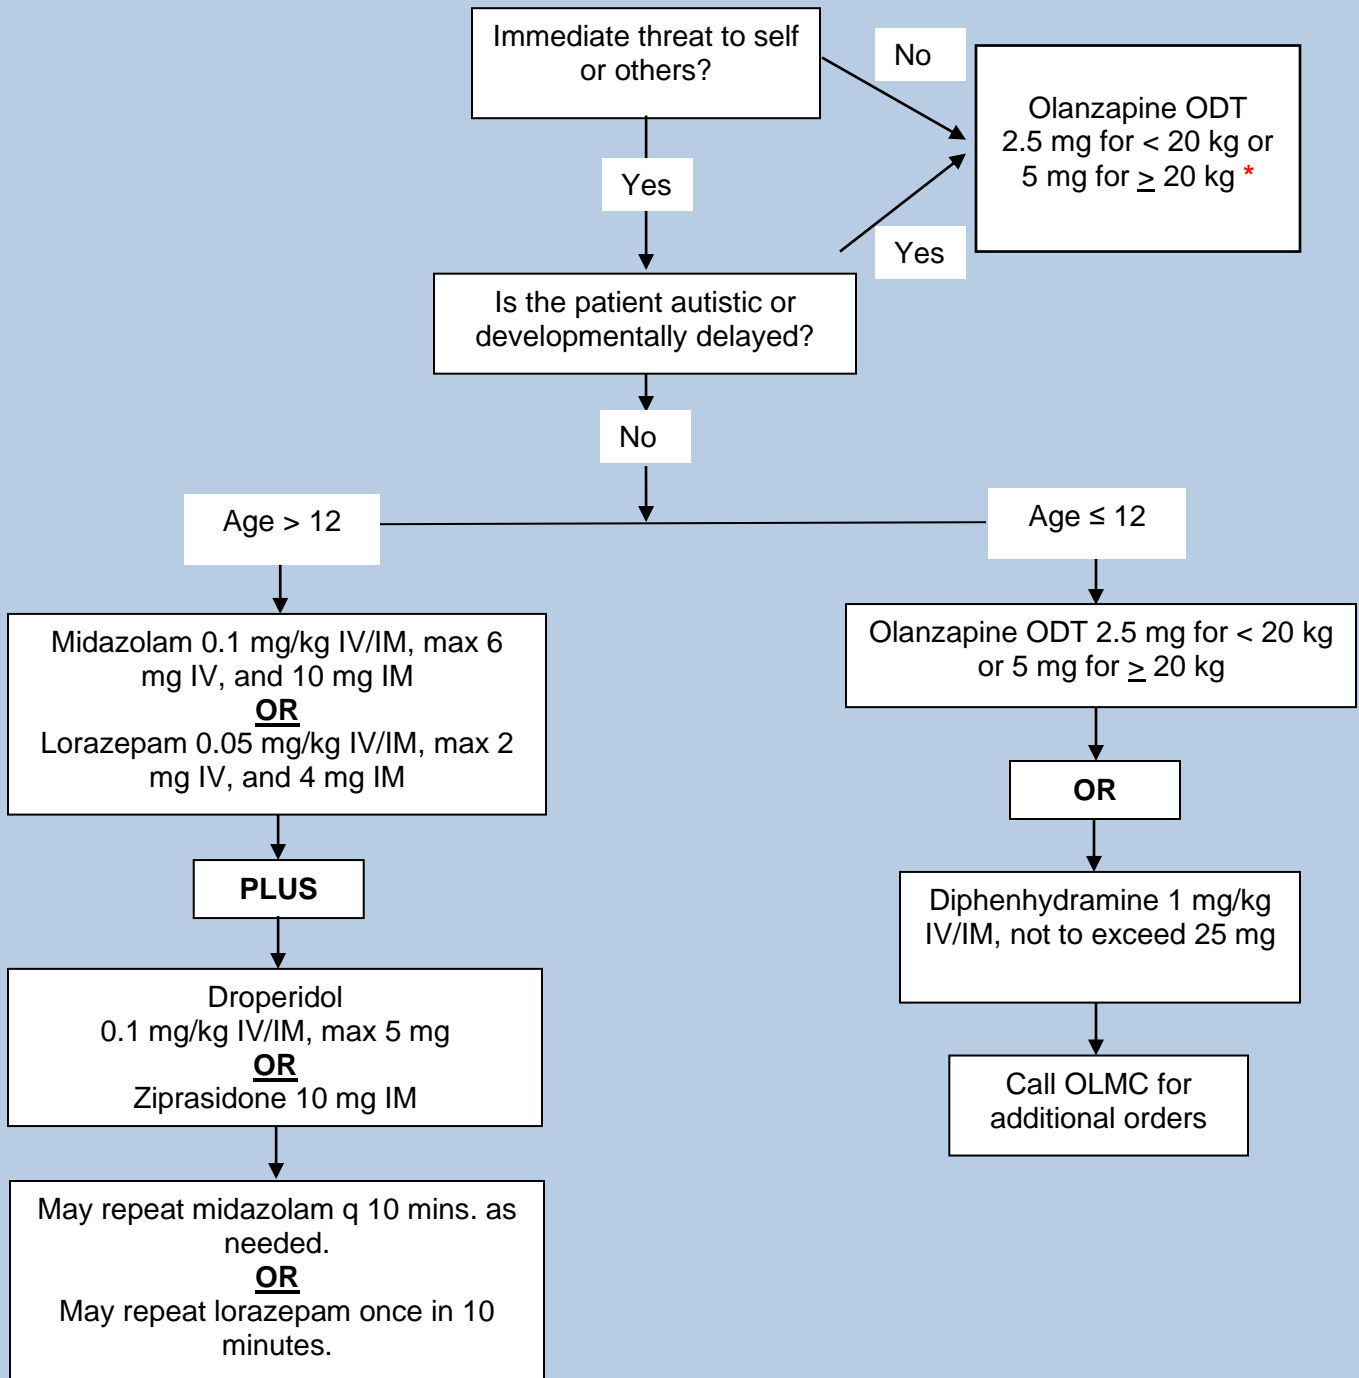 Immediate threat to self
or others?
No
Olanzapine ODT
2.5 mg for < 20 kg or
5 mg for ≥ 20 kg *
Yes
Yes
Is the patient autistic or
developmentally delayed?
No
Age > 12
Age ≤ 12
Midazolam 0.1 mg/kg IV/IM, max 6
mg IV, and 10 mg IM
OR
Lorazepam 0.05 mg/kg IV/IM, max 2
mg IV, and 4 mg IM
PLUS
Droperidol
0.1 mg/kg IV/IM, max 5 mg
OR
Ziprasidone 10 mg IM
May repeat midazolam q 10 mins. as
needed.
OR
May repeat lorazepam once in 10
minutes.
Olanzapine ODT 2.5 mg for < 20 kg
or 5 mg for ≥ 20 kg
OR
Diphenhydramine 1 mg/kg
IV/IM, not to exceed 25 mg
Call OLMC for
additional orders